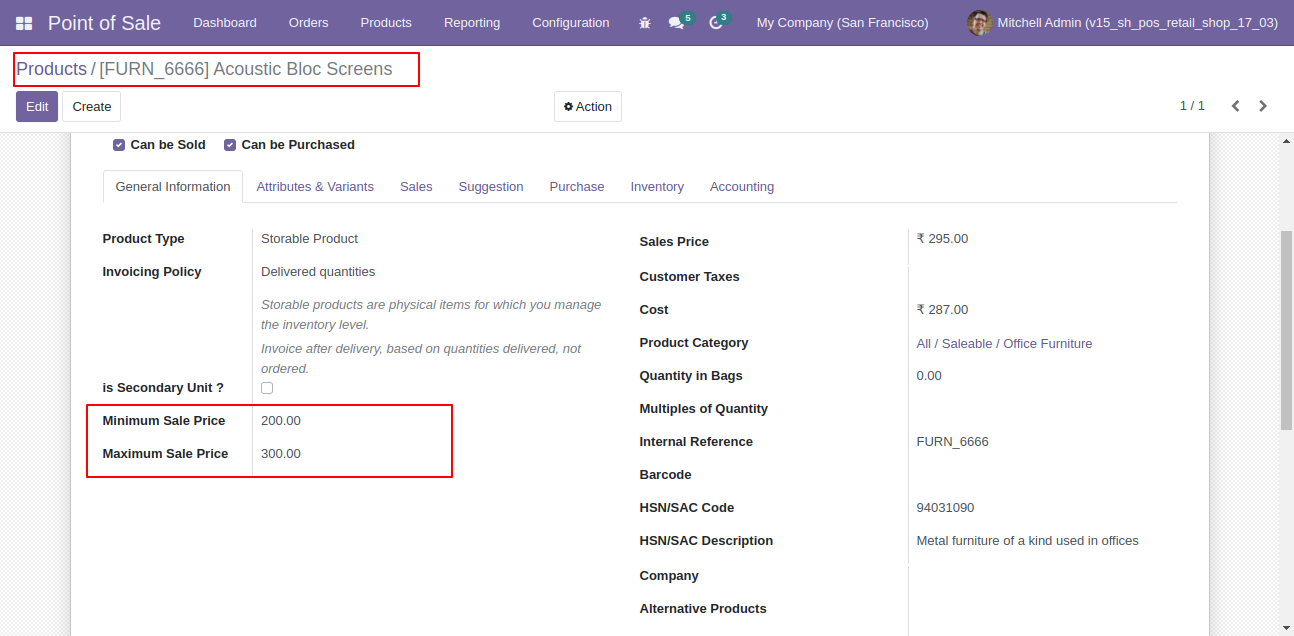 Point of Sale Dashboard Orders Products Reporting Configuration 5 3 My Company (San Francisco) Mitchell Admin (v15_sh_pos_retail_shop_17_03)
Products / [FURN_6666] Acoustic Bloc Screens
Edit Create Action 1 / 1
Can be Sold Can be Purchased
General Information Attributes & Variants Sales Suggestion Purchase Inventory Accounting
Product Type Storable Product
Invoicing Policy Delivered quantities
Storable products are physical items for which you manage
the inventory level.
Invoice after delivery, based on quantities delivered, not
ordered.
is Secondary Unit ?
Minimum Sale Price 200.00
Maximum Sale Price 300.00
Sales Price ₹ 295.00
Customer Taxes
Cost ₹ 287.00
Product Category All / Saleable / Office Furniture
Quantity in Bags 0.00
Multiples of Quantity
Internal Reference FURN_6666
Barcode
HSN/SAC Code 94031090
HSN/SAC Description Metal furniture of a kind used in offices
Company
Alternative Products